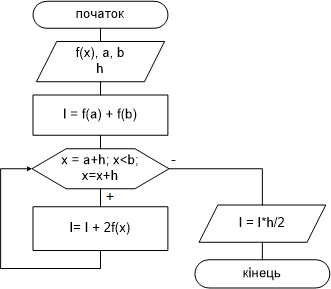 початок
f(x), a, b
h
I = f(a) + f(b)
x = a+h; x<b;
x=x+h
-
+
I= I + 2f(x)
I = I*h/2
кінець